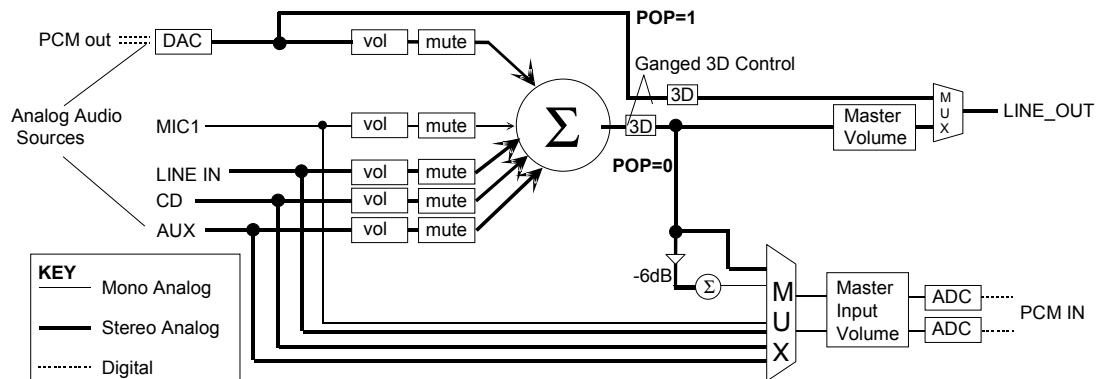 POP=1
PCM out
DAC
vol
mute
Ganged 3D Control
3D
M
U
X
LINE_OUT
Analog Audio
Sources
MIC1
vol
mute
Σ
3D
Master
Volume
POP=0
LINE IN
vol
mute
CD
vol
mute
AUX
vol
mute
KEY
Mono Analog
Stereo Analog
Digital
-6dB
Σ
M
U
X
Master
Input
Volume
ADC
ADC
PCM IN